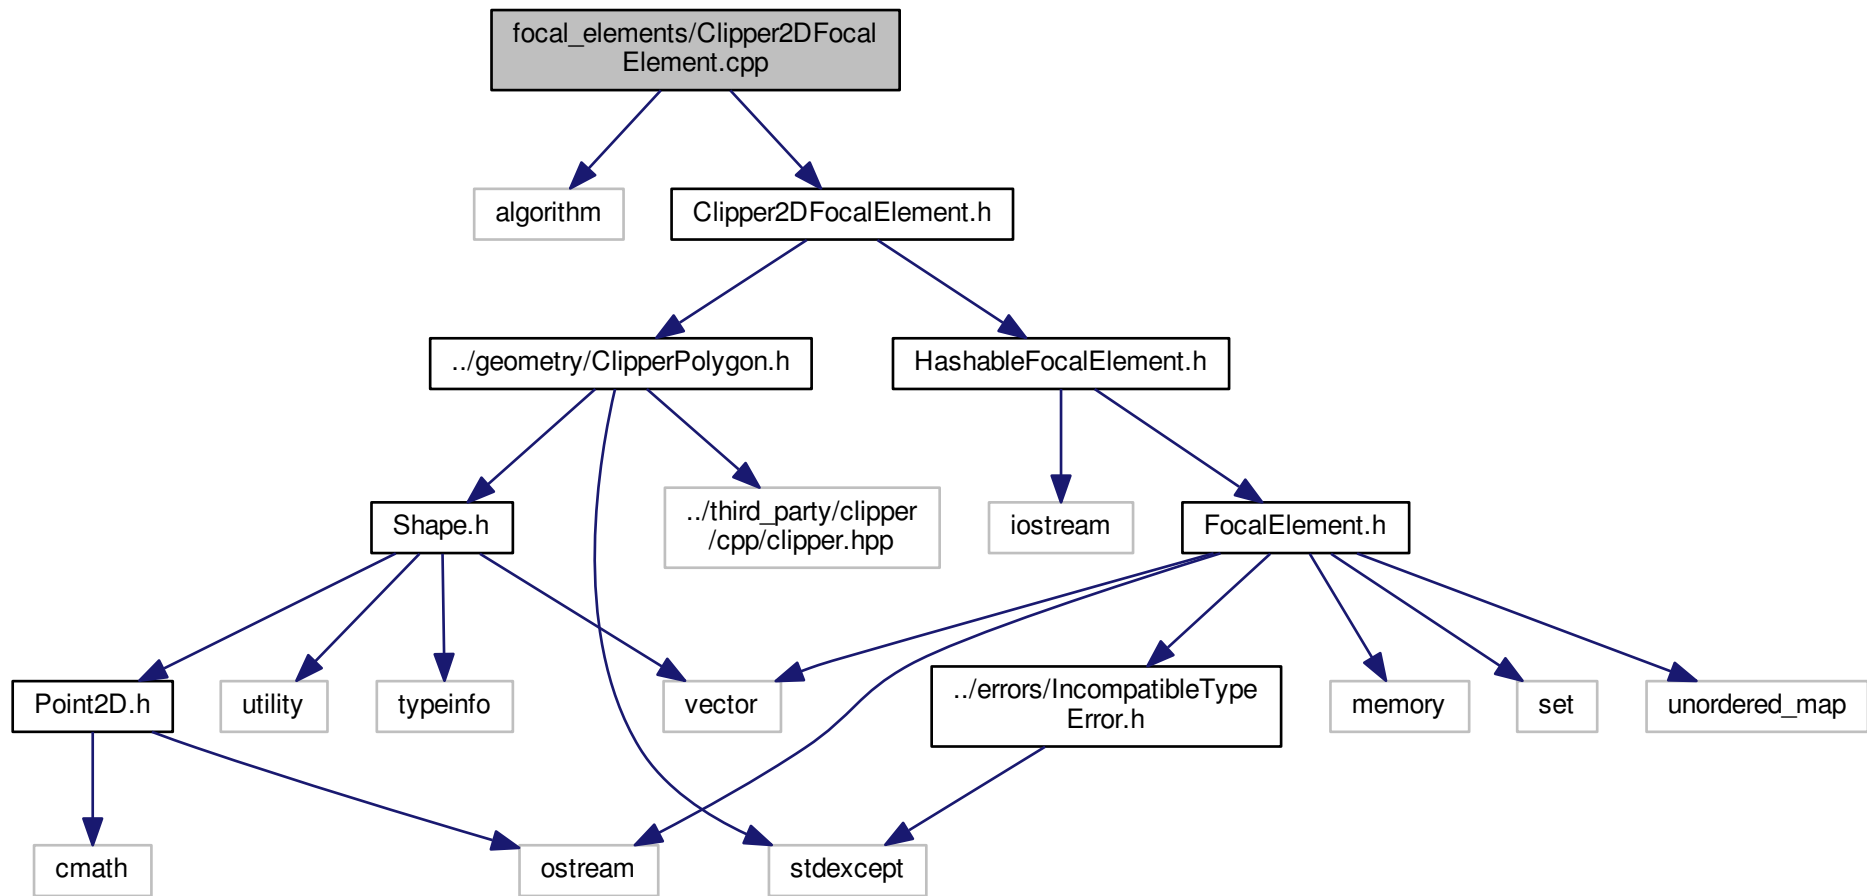 focal_elements/Clipper2DFocal
Element.cpp
algorithm
Clipper2DFocalElement.h
../geometry/ClipperPolygon.h
HashableFocalElement.h
Shape.h
../third_party/clipper
/cpp/clipper.hpp
iostream
FocalElement.h
Point2D.h
utility
typeinfo
vector
../errors/IncompatibleType
Error.h
memory
set
unordered_map
cmath
ostream
stdexcept